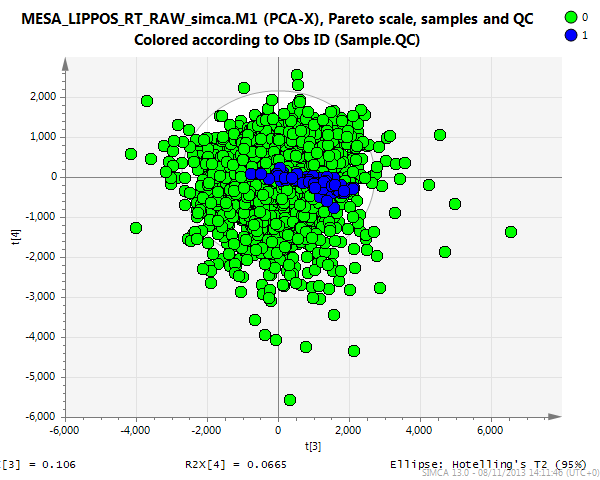 MESA_LIPPOS_RT_RAW_simca.M1 (PCA-X), Pareto scale, samples and QC
Colored according to Obs ID (Sample.QC)
0
1
2,000
1,000
0
-1,000
-2,000
-3,000
-4,000
-5,000
-6,000
t[4]
-6,000 -4,000 -2,000 0 2,000 4,000 6,000
t[3]
[3] = 0.106 R2X[4] = 0.0665 Ellipse: Hotelling's T2 (95%)
SIMCA 13.0 - 08/11/2013 14:11:46 (UTC+0)